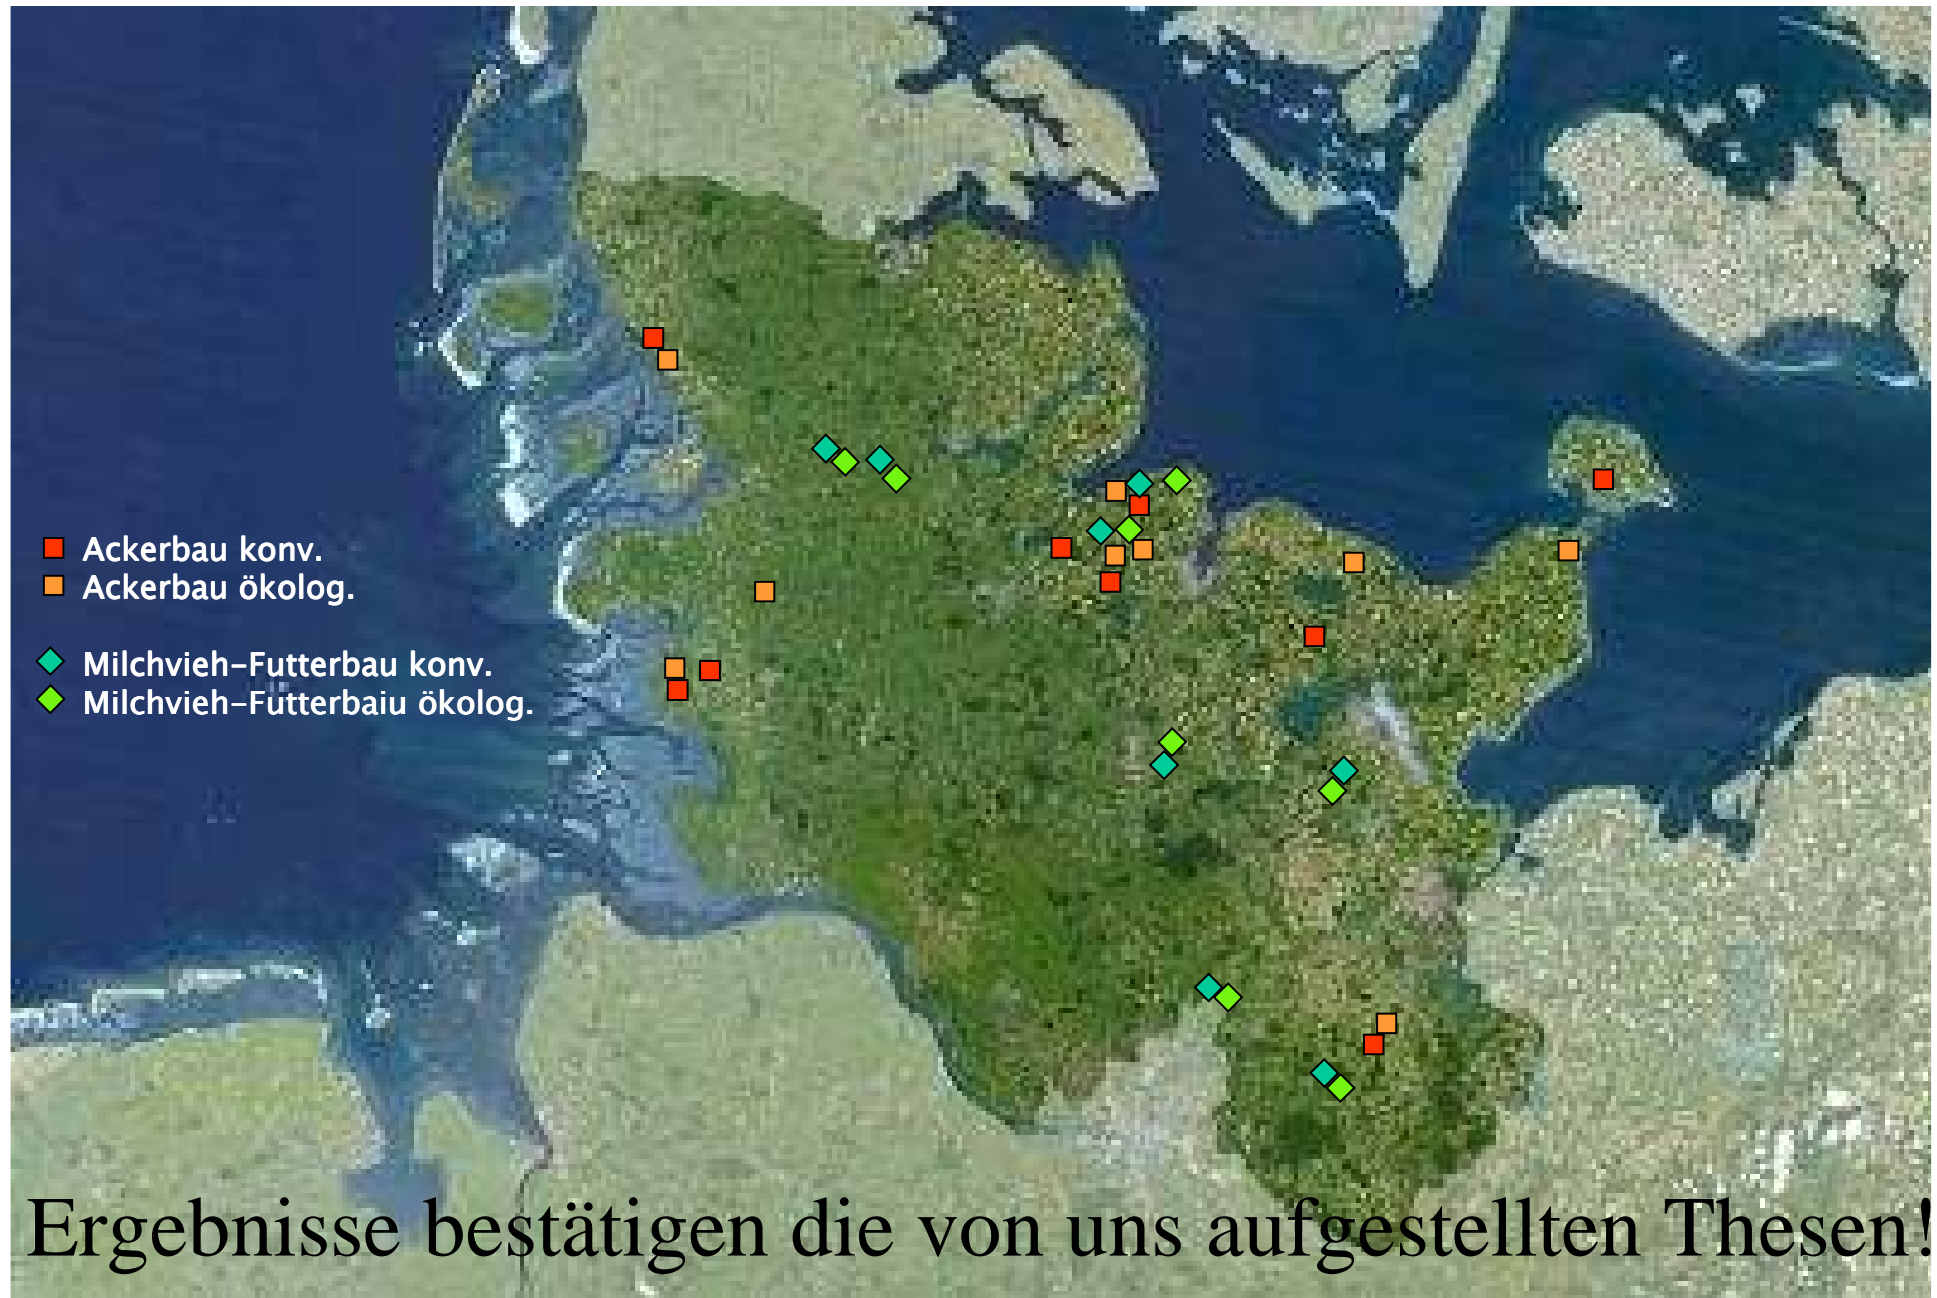 Ackerbau konv.
Ackerbau ökolog.
Milchvieh-Futterbau konv.
Milchvieh-Futterbaiu ökolog.
Ergebnisse bestätigen die von uns aufgestellten Thesen!